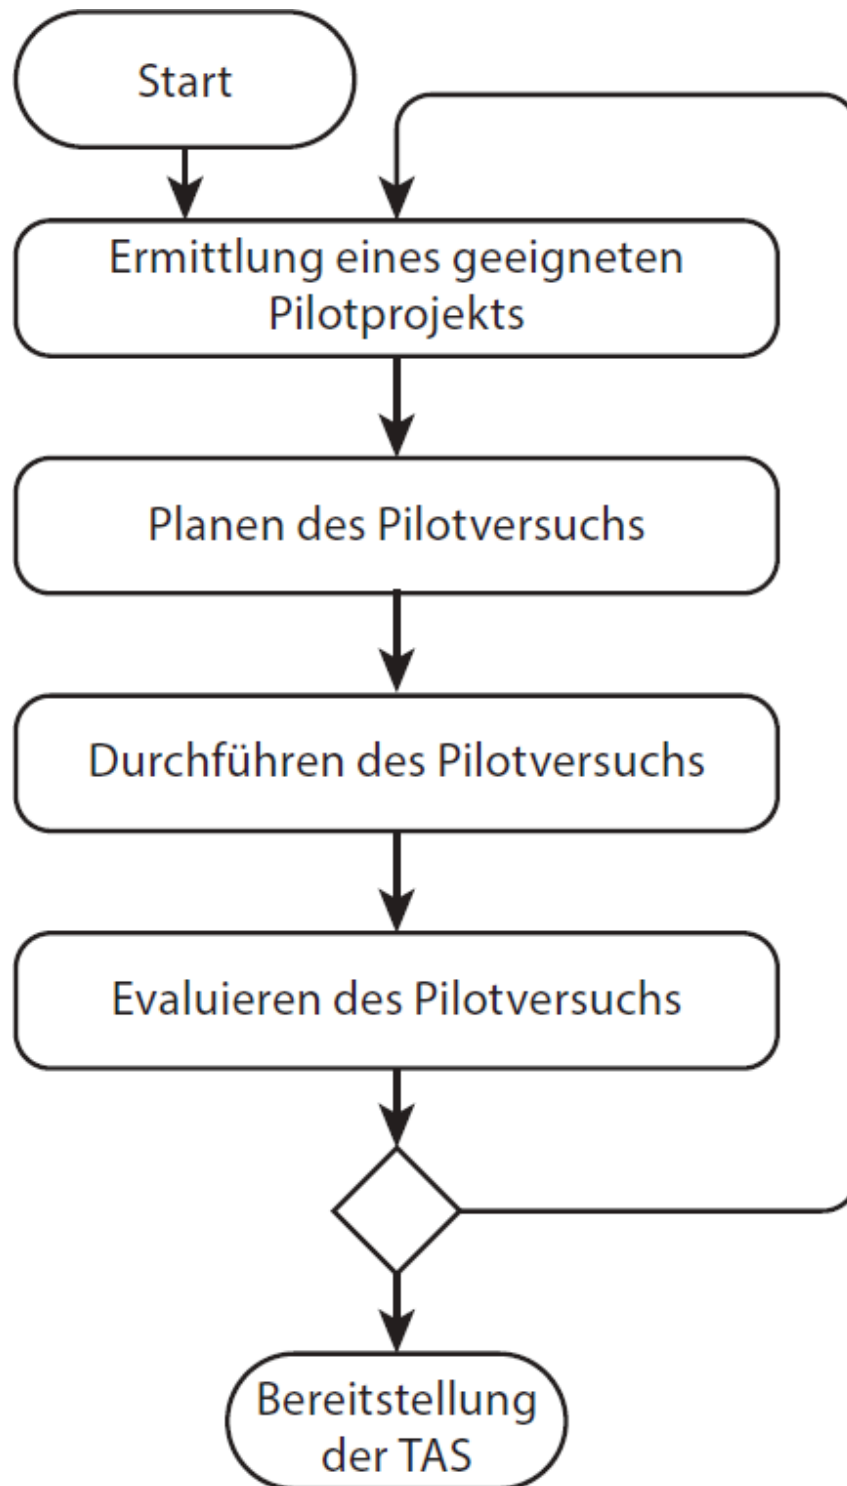 Start
Ermittlung eines geeigneten
Pilotprojekts
Planen des Pilotversuchs
Durchführen des Pilotversuchs
Evaluieren des Pilotversuchs
Bereitstellung
der TAS